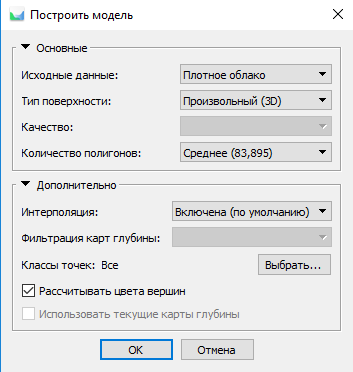 Построить модель
Основные
Исходные данные: Плотное облако
Тип поверхности: Произвольный (3D)
Качество:
Количество полигонов: Среднее (83,895)
Дополнительно
Интерполяция: Включена (по умолчанию)
Фильтрация карт глубины:
Классы точек: Все Выбрать...
Рассчитывать цвета вершин
Использовать текущие карты глубины
OK Отмена